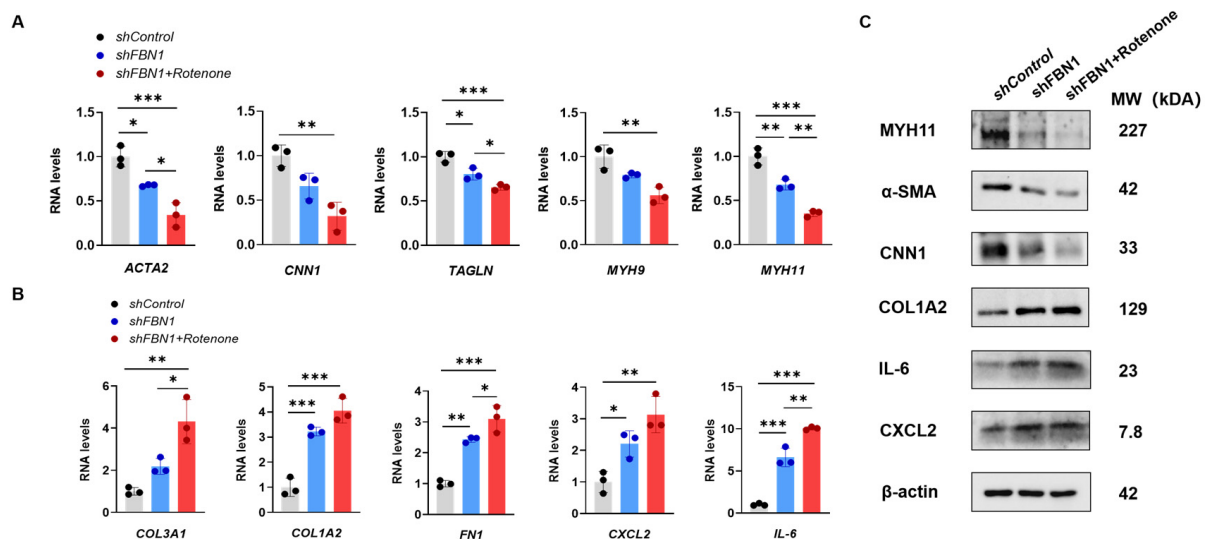 A
shControl
shFBN1
shFBN1+Rotenone
RNA levels
1.5
1.0
0.5
0.0
***
*
*
ACTA2
RNA levels
1.5
1.0
0.5
0.0
**
CNN1
RNA levels
1.5
1.0
0.5
0.0
***
*
*
TAGLN
RNA levels
1.5
1.0
0.5
0.0
**
MYH9
RNA levels
1.5
1.0
0.5
0.0
***
** **
MYH11
B
shControl
shFBN1
shFBN1+Rotenone
RNA levels
6
4
2
0
**
*
COL3A1
RNA levels
5
4
3
2
1
0
***
***
COL1A2
RNA levels
5
4
3
2
1
0
***
*
**
FN1
RNA levels
5
4
3
2
1
0
**
*
CXCL2
RNA levels
15
10
5
0
***
**
***
IL-6
C
shControl
shFBN1
shFBN1+Rotenone
MW (kDA)
MYH11 227
α-SMA 42
CNN1 33
COL1A2 129
IL-6 23
CXCL2 7.8
β-actin 42